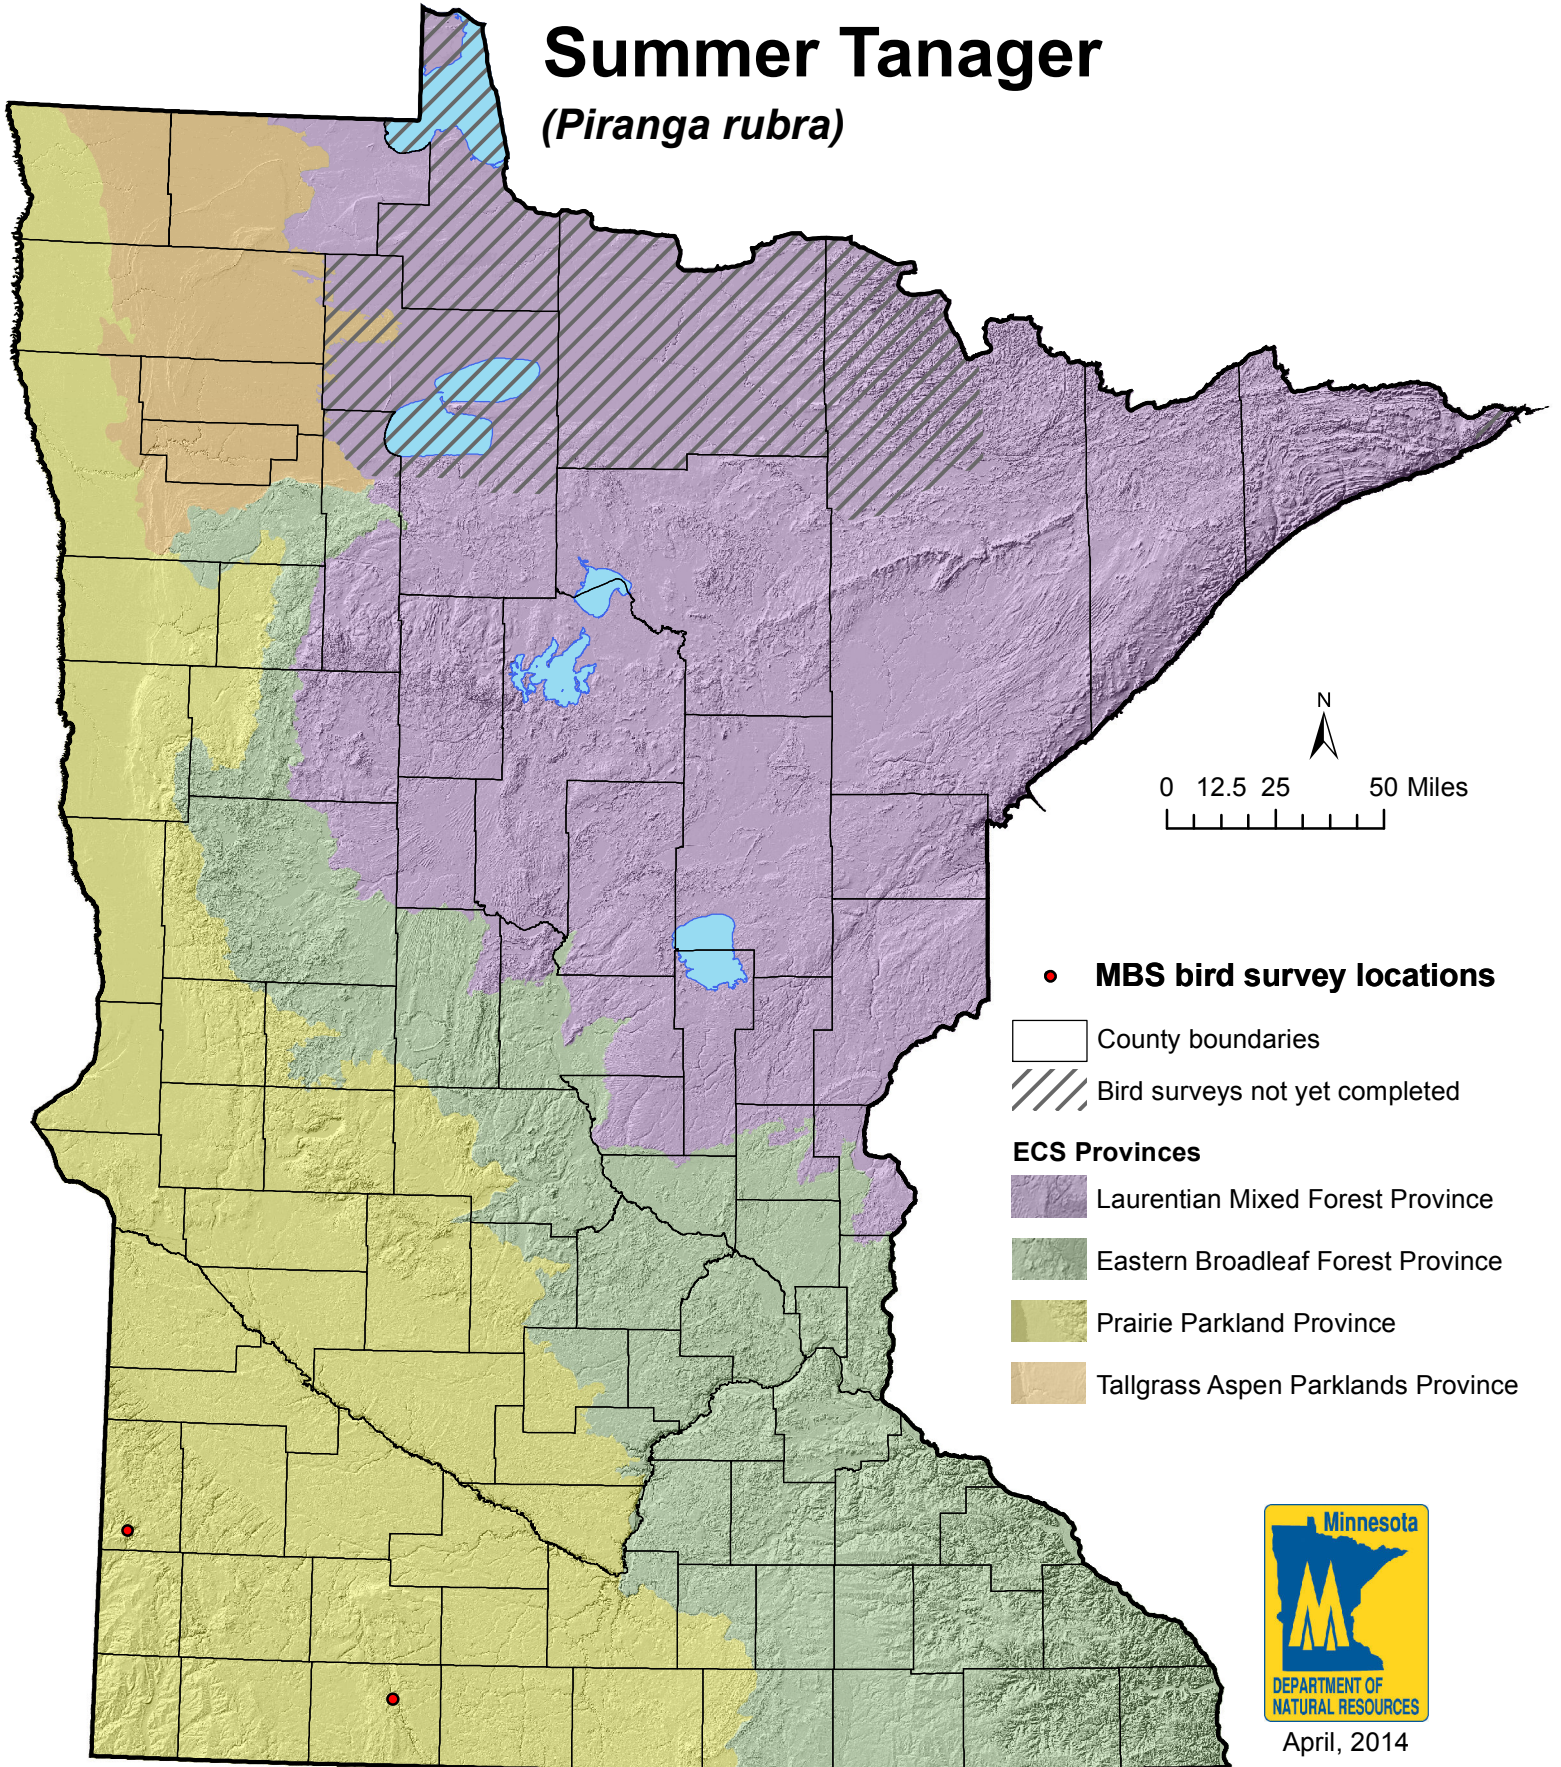 Summer Tanager
(Piranga rubra)
N
0 12.5 25 50 Miles
MBS bird survey locations
County boundaries
Bird surveys not yet completed
ECS Provinces
Laurentian Mixed Forest Province
Eastern Broadleaf Forest Province
Prairie Parkland Province
Tallgrass Aspen Parklands Province
Minnesota
DEPARTMENT OF
NATURAL RESOURCES
April, 2014